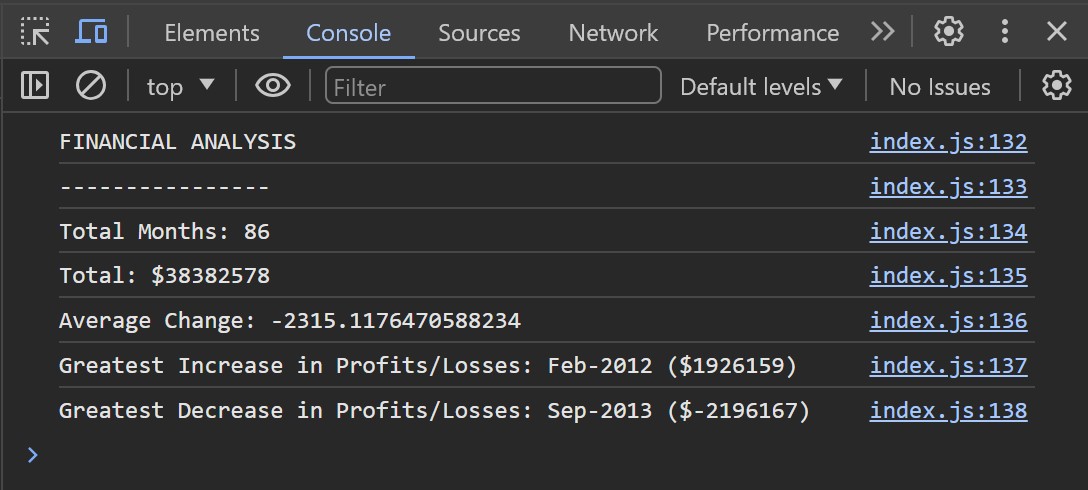 Elements Console Sources Network Performance
top Filter Default levels No Issues
FINANCIAL ANALYSIS index.js:132
---------------- index.js:133
Total Months: 86 index.js:134
Total: $38382578 index.js:135
Average Change: -2315.1176470588234 index.js:136
Greatest Increase in Profits/Losses: Feb-2012 ($1926159) index.js:137
Greatest Decrease in Profits/Losses: Sep-2013 ($-2196167) index.js:138